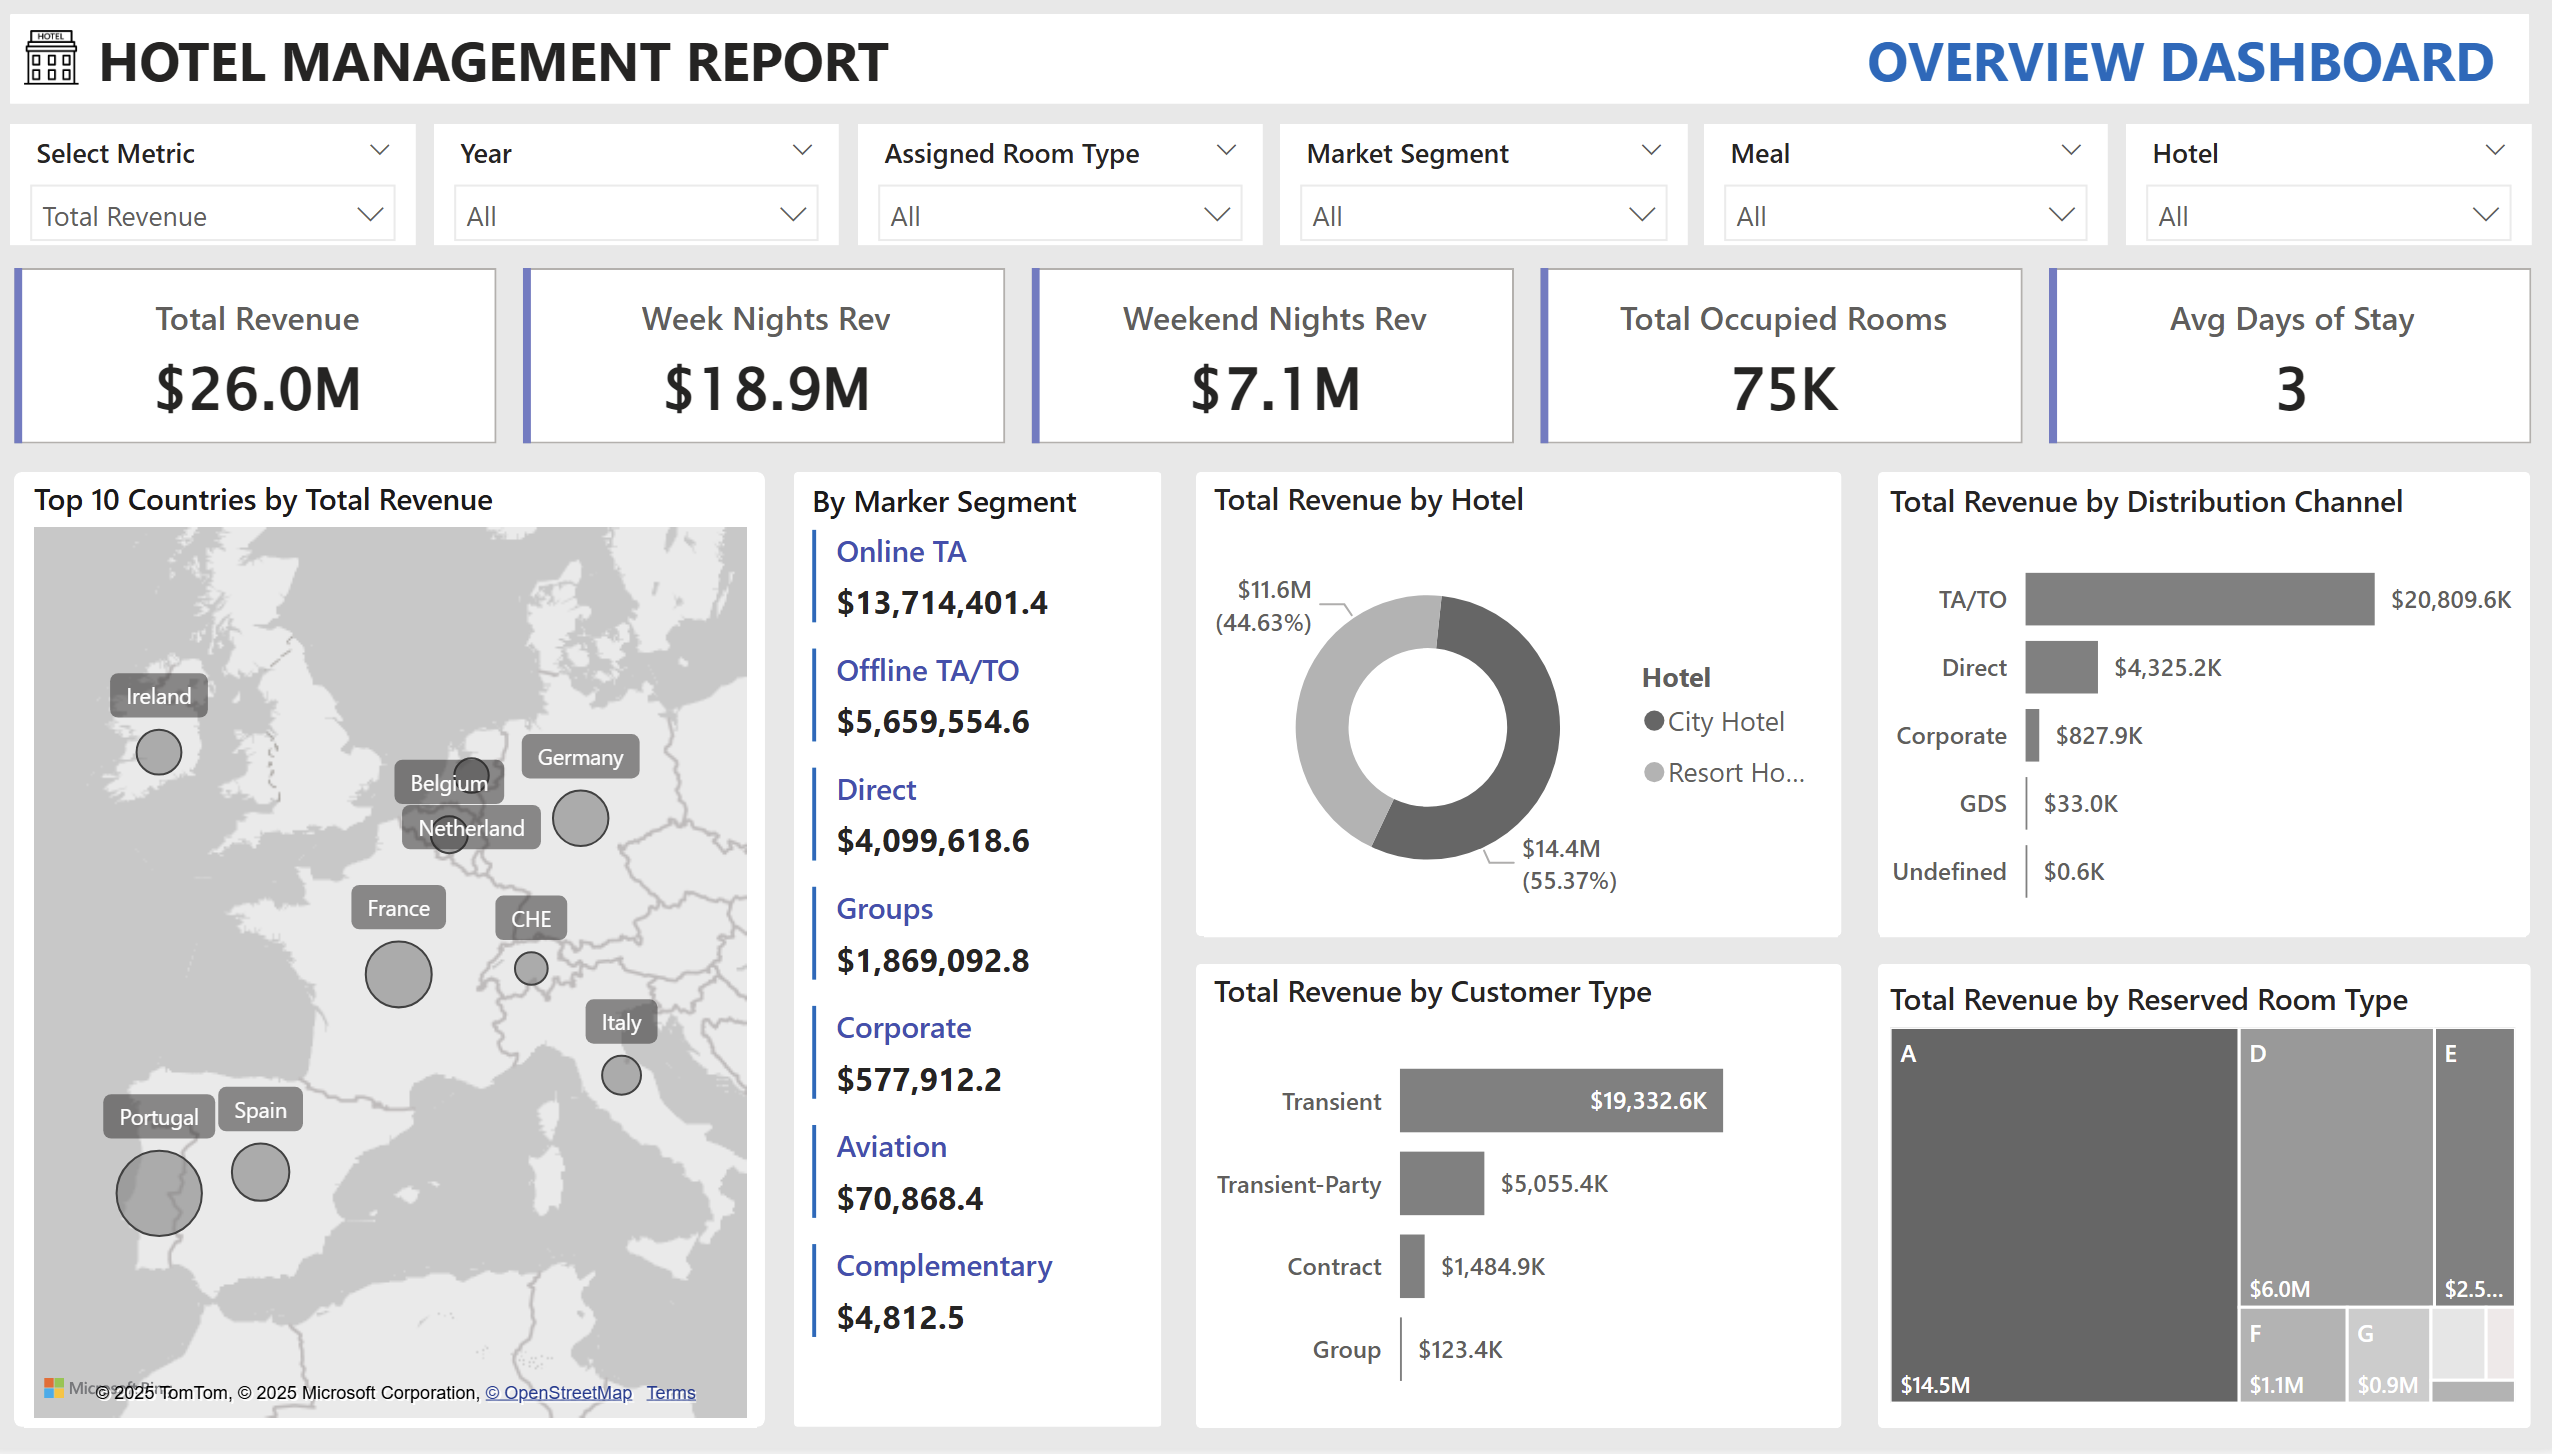 HOTEL
HOTEL MANAGEMENT REPORT
OVERVIEW DASHBOARD
Select Metric
Total Revenue
Year
All
Assigned Room Type
All
Market Segment
All
Meal
All
Hotel
All
Total Revenue
$26.0M
Week Nights Rev
$18.9M
Weekend Nights Rev
$7.1M
Total Occupied Rooms
75K
Avg Days of Stay
3
Top 10 Countries by Total Revenue
Ireland
Germany
Belgium
Netherland
France
CHE
Italy
Portugal
Spain
© 2025 TomTom, © 2025 Microsoft Corporation, © OpenStreetMap Terms
By Marker Segment
Online TA
$13,714,401.4
Offline TA/TO
$5,659,554.6
Direct
$4,099,618.6
Groups
$1,869,092.8
Corporate
$577,912.2
Aviation
$70,868.4
Complementary
$4,812.5
Total Revenue by Hotel
$11.6M
(44.63%)
$14.4M
(55.37%)
Hotel
City Hotel
Resort Ho...
Total Revenue by Distribution Channel
TA/TO $20,809.6K
Direct $4,325.2K
Corporate $827.9K
GDS $33.0K
Undefined $0.6K
Total Revenue by Customer Type
Transient $19,332.6K
Transient-Party $5,055.4K
Contract $1,484.9K
Group $123.4K
Total Revenue by Reserved Room Type
A
$14.5M
D
$6.0M
E
$2.5...
F
$1.1M
G
$0.9M